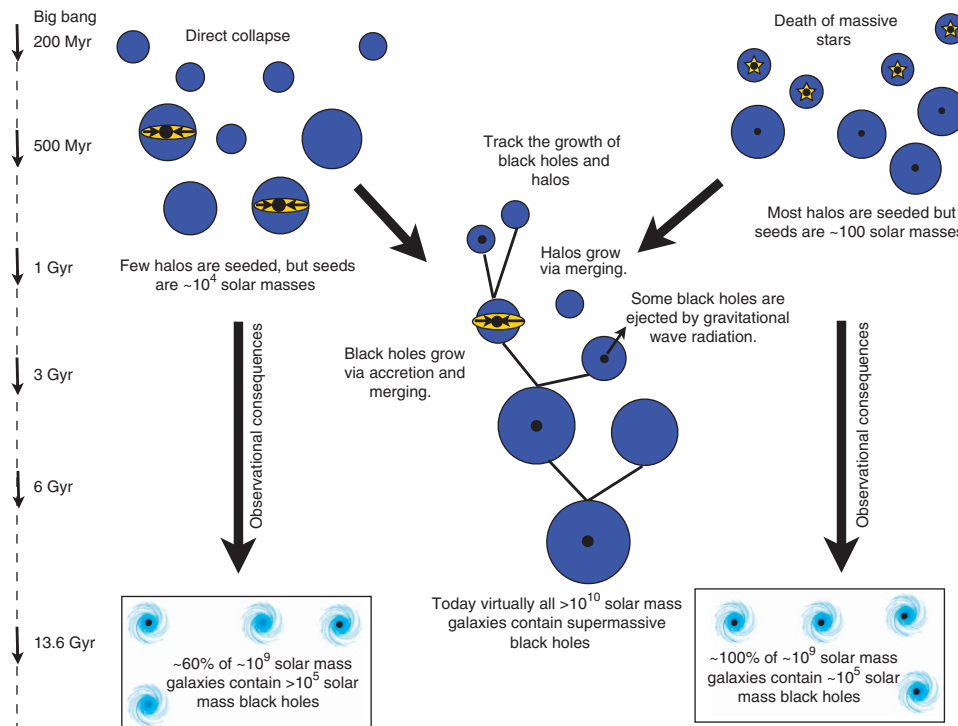 Big bang
200 Myr
500 Myr
1 Gyr
3 Gyr
6 Gyr
13.6 Gyr
Direct collapse
Few halos are seeded, but seeds
are ~10⁴ solar masses
Observational consequences
~60% of ~10⁹ solar mass
galaxies contain >10⁵ solar
mass black holes
Track the growth of
black holes and
halos
Halos grow
via merging.
Some black holes are
ejected by gravitational
wave radiation.
Black holes grow
via accretion and
merging.
Today virtually all >10¹⁰ solar mass
galaxies contain supermassive
black holes
Death of massive
stars
Most halos are seeded but
seeds are ~100 solar masses
Observational consequences
~100% of ~10⁹ solar mass
galaxies contain ~10⁵ solar
mass black holes